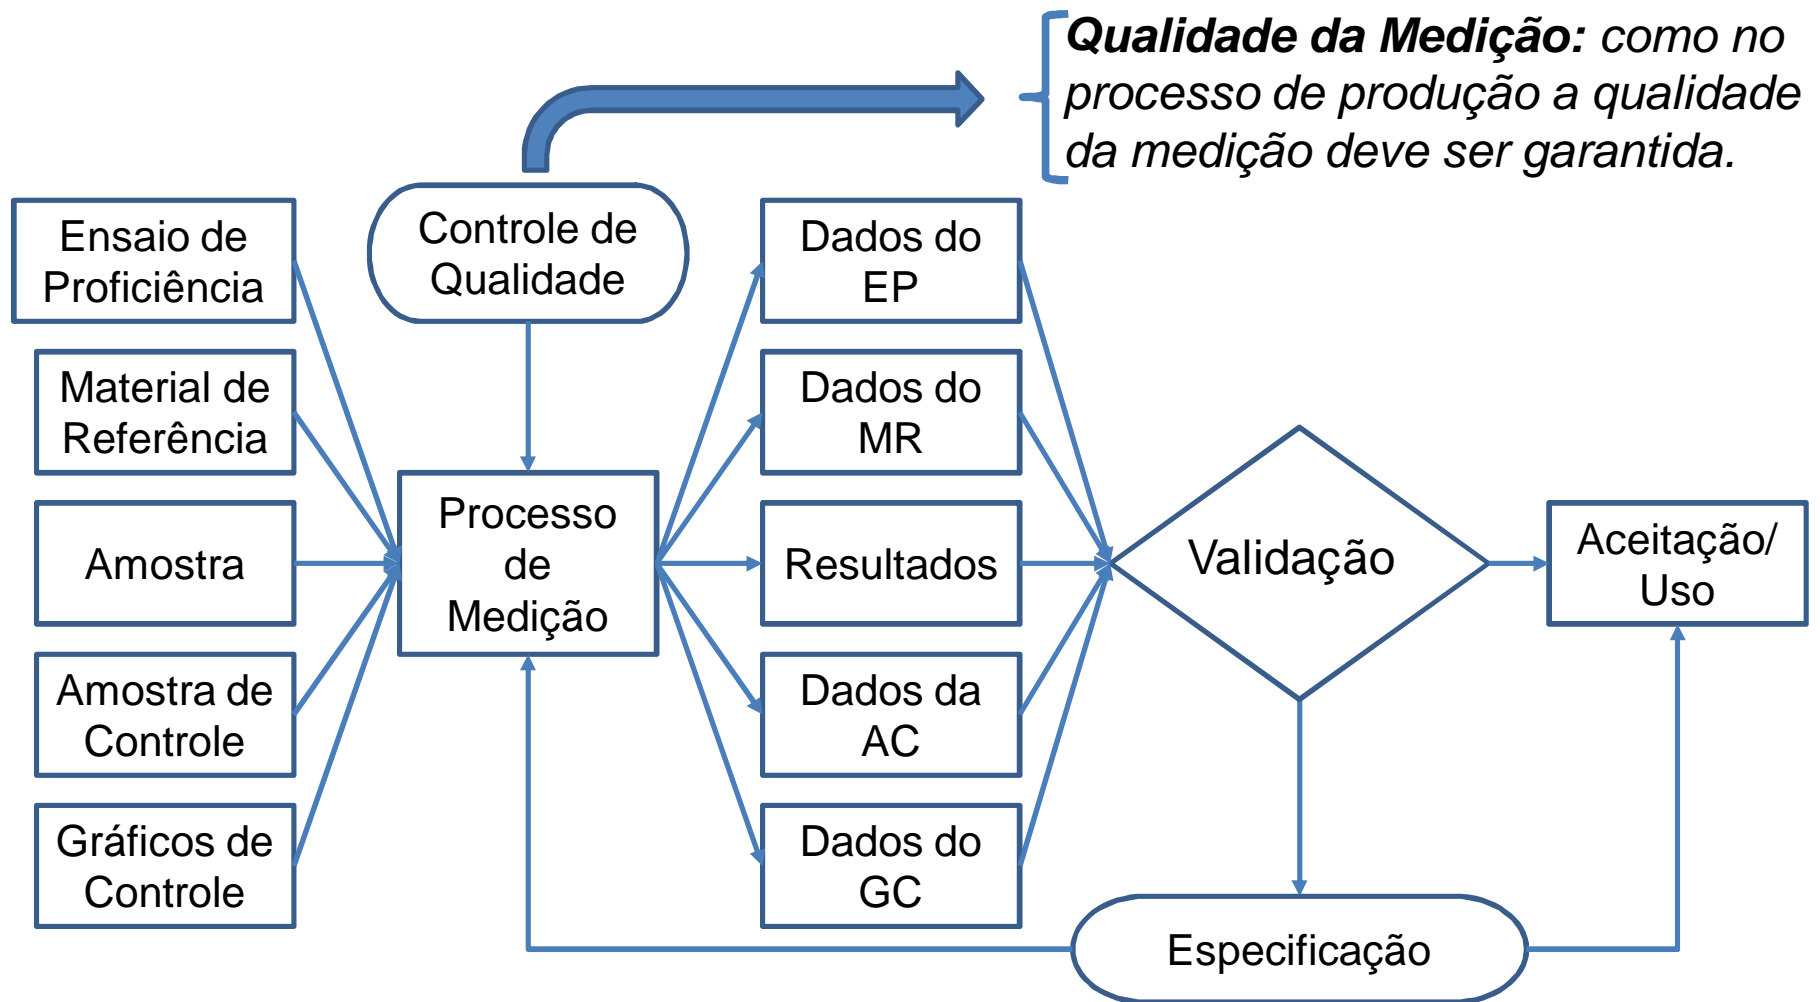 Qualidade da Medição: como no
processo de produção a qualidade
da medição deve ser garantida.
Ensaio de
Proficiência
Controle de
Qualidade
Dados do
EP
Material de
Referência
Dados do
MR
Amostra
Processo
de
Medição
Resultados
Validação
Aceitação/
Uso
Amostra de
Controle
Dados da
AC
Gráficos de
Controle
Dados do
GC
Especificação